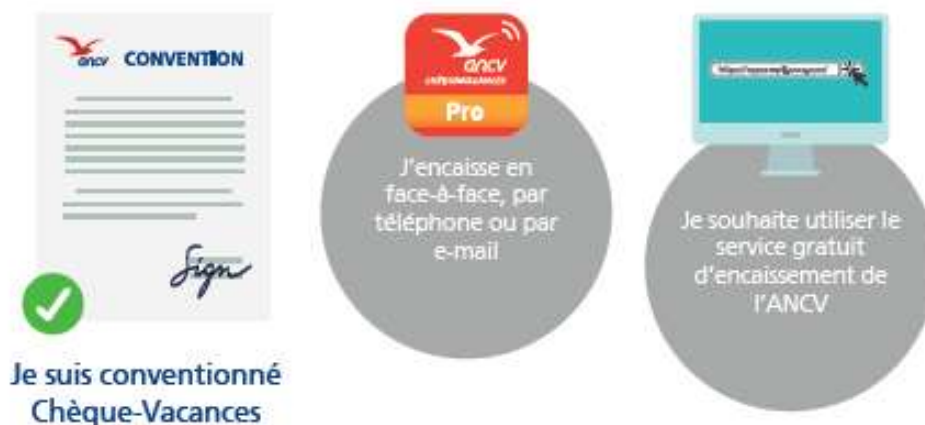 ancv CONVENTION
Sign
Je suis conventionné
Chèque-Vacances
ancv
Pro
J'encaisse en
face-à-face, par
téléphone ou par
e-mail
Je souhaite utiliser le
service gratuit
d'encaissement de
l'ANCV